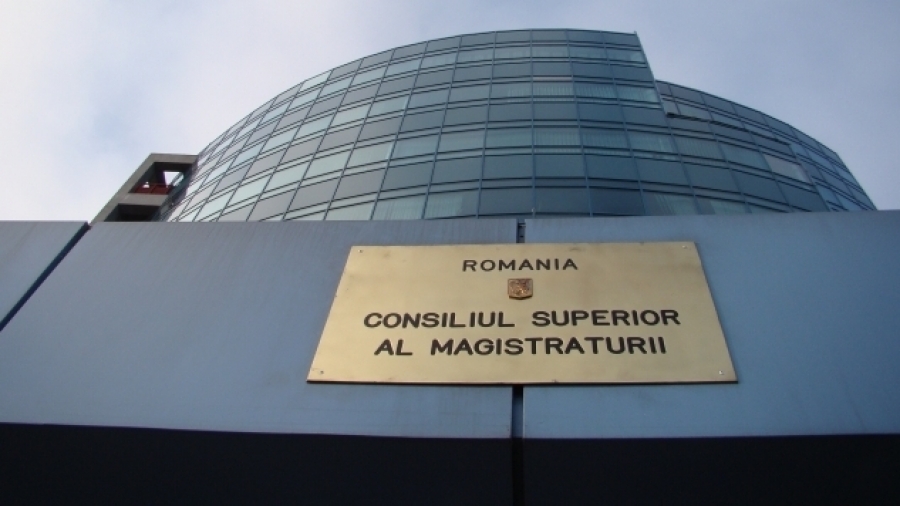 ROMANIA
CONSILIUL SUPERIOR
AL MAGISTRATURII